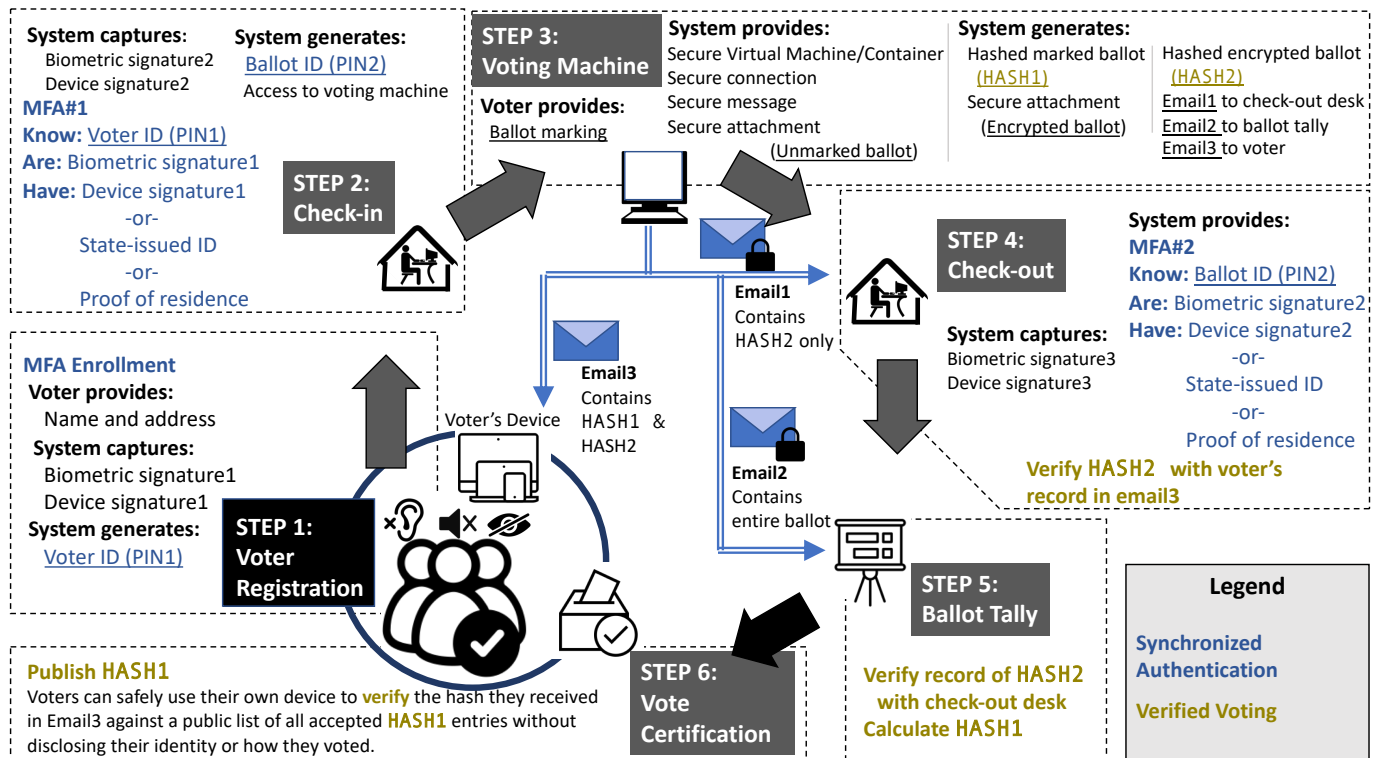 System captures:
Biometric signature2
Device signature2
MFA#1
Know: Voter ID (PIN1)
Are: Biometric signature1
Have: Device signature1
-or-
State-issued ID
-or-
Proof of residence
System generates:
Ballot ID (PIN2)
Access to voting machine
STEP 2:
Check-in
STEP 3:
Voting Machine
Voter provides:
Ballot marking
System provides:
Secure Virtual Machine/Container
Secure connection
Secure message
Secure attachment
(Unmarked ballot)
System generates:
Hashed marked ballot
(HASH1)
Secure attachment
(Encrypted ballot)
Hashed encrypted ballot
(HASH2)
Email1 to check-out desk
Email2 to ballot tally
Email3 to voter
STEP 4:
Check-out
System captures:
Biometric signature3
Device signature3
System provides:
MFA#2
Know: Ballot ID (PIN2)
Are: Biometric signature2
Have: Device signature2
-or-
State-issued ID
-or-
Proof of residence
Verify HASH2 with voter's
record in email3
Email1
Contains
HASH2 only
Email3
Contains
HASH1 &
HASH2
Email2
Contains
entire ballot
MFA Enrollment
Voter provides:
Name and address
System captures:
Biometric signature1
Device signature1
System generates:
Voter ID (PIN1)
Voter's Device
STEP 1:
Voter
Registration
STEP 5:
Ballot Tally
Verify record of HASH2
with check-out desk
Calculate HASH1
STEP 6:
Vote
Certification
Publish HASH1
Voters can safely use their own device to verify the hash they received
in Email3 against a public list of all accepted HASH1 entries without
disclosing their identity or how they voted.
Legend
Synchronized
Authentication
Verified Voting